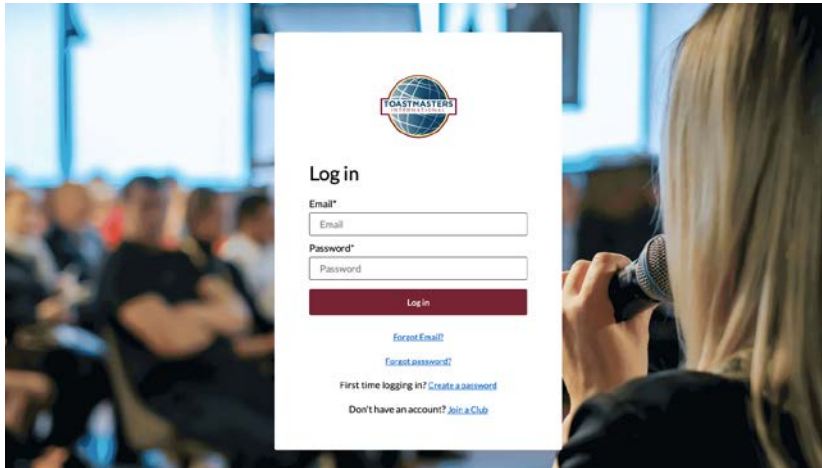 TOASTMASTERS
INTERNATIONAL
Log in
Email*
Email
Password*
Password
Log in
Forgot Email?
Forgot password?
First time logging in? Create a password
Don't have an account? Join a Club